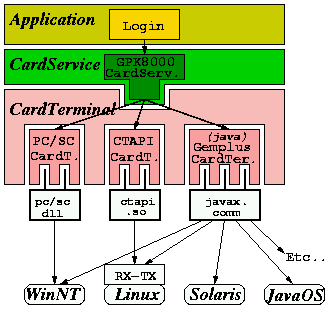 Application
Login
CardService
GPK8000
CardServ.
CardTerminal
PC/SC
CardT.
CTAPI
CardT.
(java)
Gemplus
CardTer.
pc/sc
dll
ctapi
.so
javax.
comm
Etc..
RX-TX
WinNT
Linux
Solaris
JavaOS